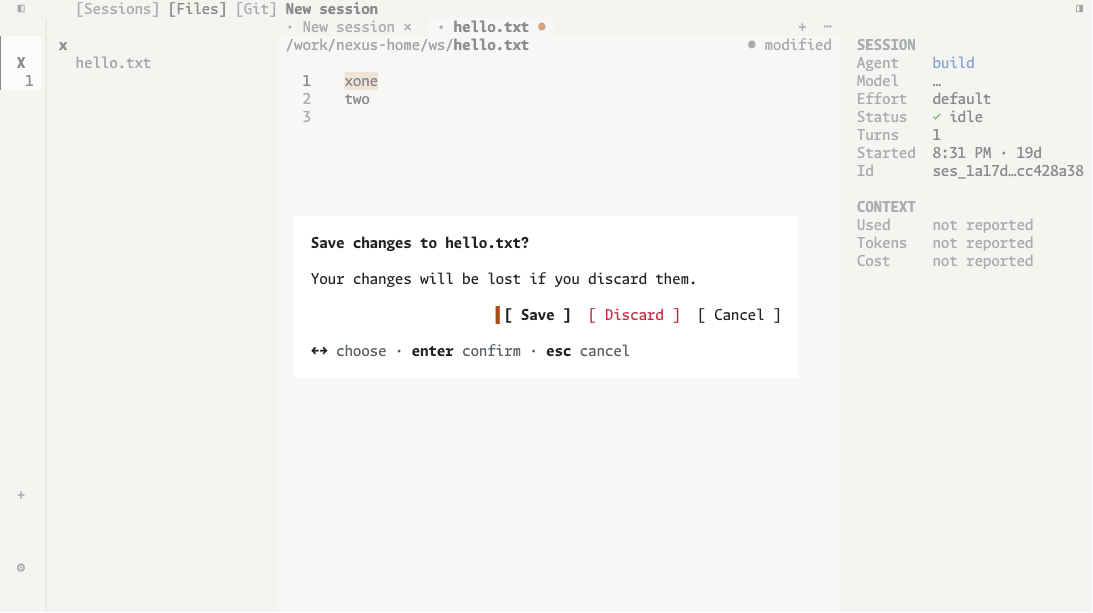 [Sessions] [Files] [Git] New session
· New session × · hello.txt ● + ⋯
x /work/nexus-home/ws/hello.txt ● modified SESSION
X hello.txt Agent build
1 1 xone Model …
2 two Effort default
3 Status ✓ idle
Turns 1
Started 8:31 PM · 19d
Id ses_1a17d…cc428a38
CONTEXT
Used not reported
Tokens not reported
Cost not reported
Save changes to hello.txt?
Your changes will be lost if you discard them.
[ Save ] [ Discard ] [ Cancel ]
↔ choose · enter confirm · esc cancel
+
⚙